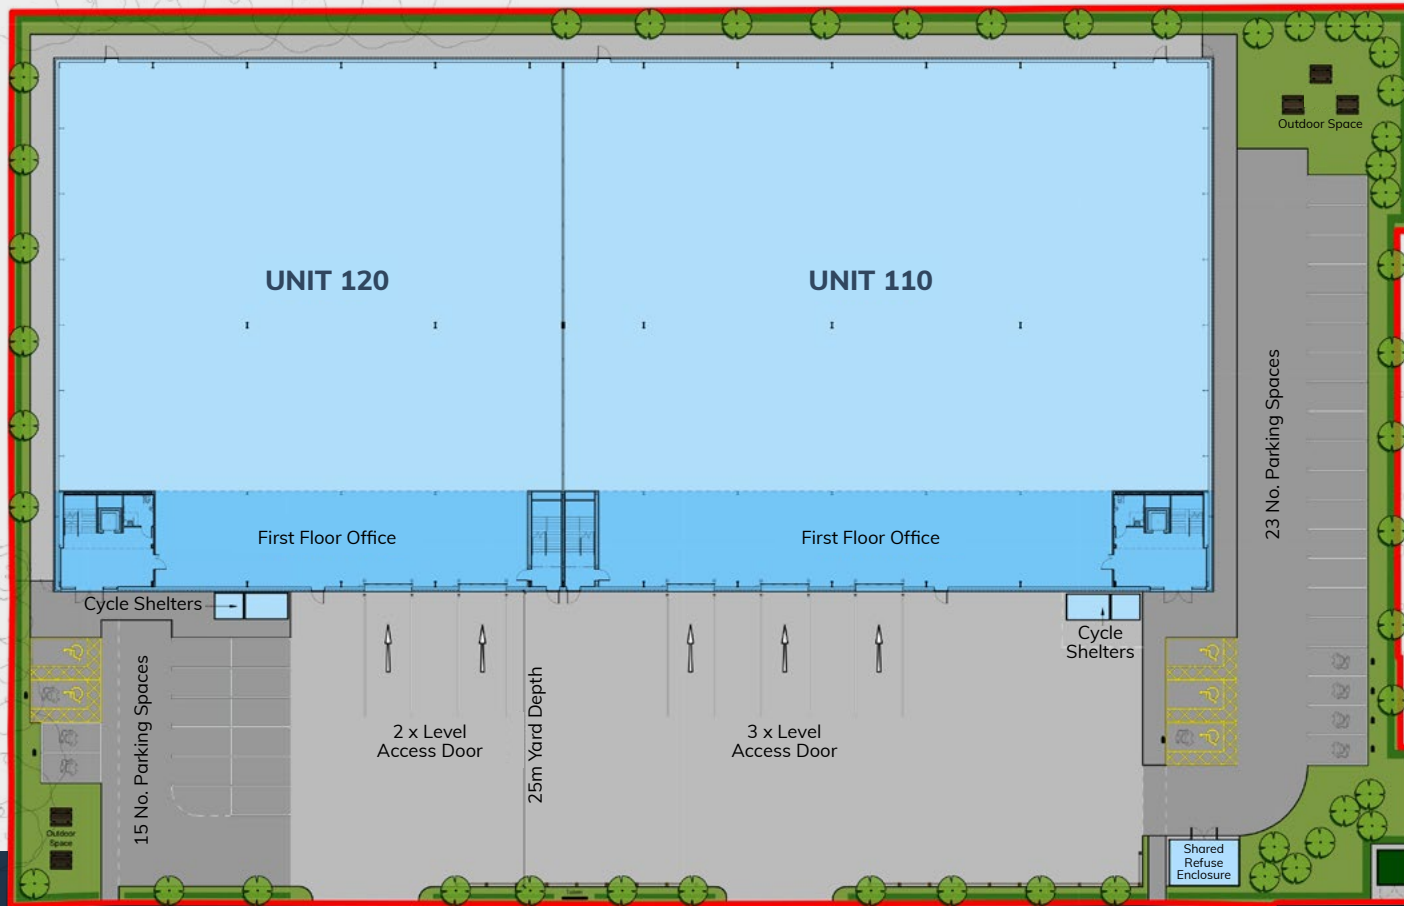 Outdoor Space
UNIT 120
UNIT 110
23 No. Parking Spaces
First Floor Office
First Floor Office
Cycle Shelters
Cycle
Shelters
15 No. Parking Spaces
2 x Level
Access Door
25m Yard Depth
3 x Level
Access Door
Outdoor
Space
Shared
Refuse
Enclosure